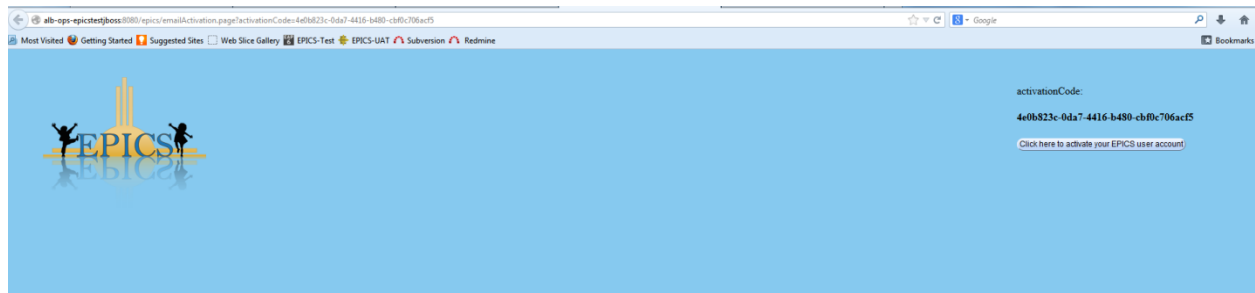 alb-ops-epicstestjboss:8080/epics/emailActivation.page?activationCode=4e0b823c-0da7-4416-b480-cbf0c706acf5
Google
Most Visited Getting Started Suggested Sites Web Slice Gallery EPICS-Test EPICS-UAT Subversion Redmine Bookmarks
EPICS
activationCode:
4e0b823c-0da7-4416-b480-cbf0c706acf5
Click here to activate your EPICS user account